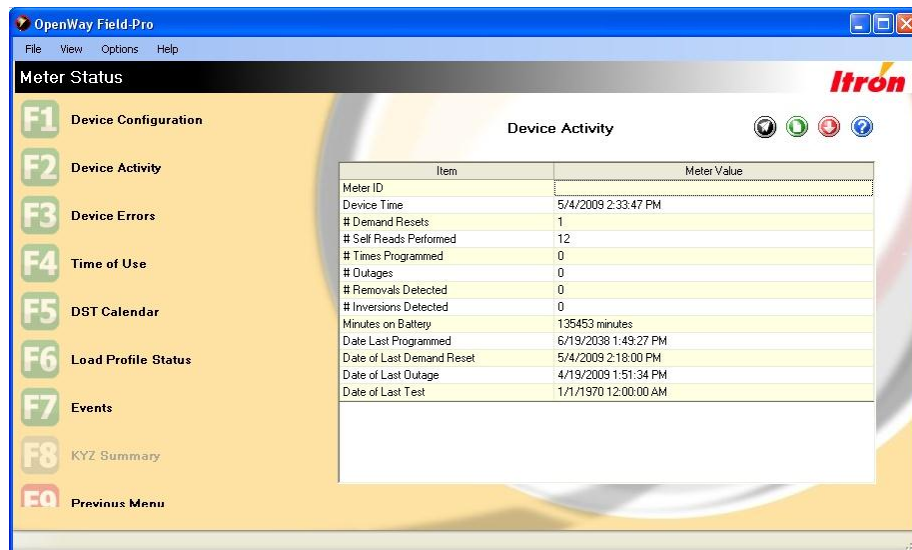 OpenWay Field-Pro
File View Options Help
Meter Status
Itron
F1 Device Configuration
F2 Device Activity
F3 Device Errors
F4 Time of Use
F5 DST Calendar
F6 Load Profile Status
F7 Events
F8 KYZ Summary
F9 Previous Menu
Device Activity
Item Meter Value
Meter ID
Device Time 5/4/2009 2:33:47 PM
# Demand Resets 1
# Self Reads Performed 12
# Times Programmed 0
# Outages 0
# Removals Detected 0
# Inversions Detected 0
Minutes on Battery 135453 minutes
Date Last Programmed 6/19/2038 1:49:27 PM
Date of Last Demand Reset 5/4/2009 2:18:00 PM
Date of Last Outage 4/19/2009 1:51:34 PM
Date of Last Test 1/1/1970 12:00:00 AM